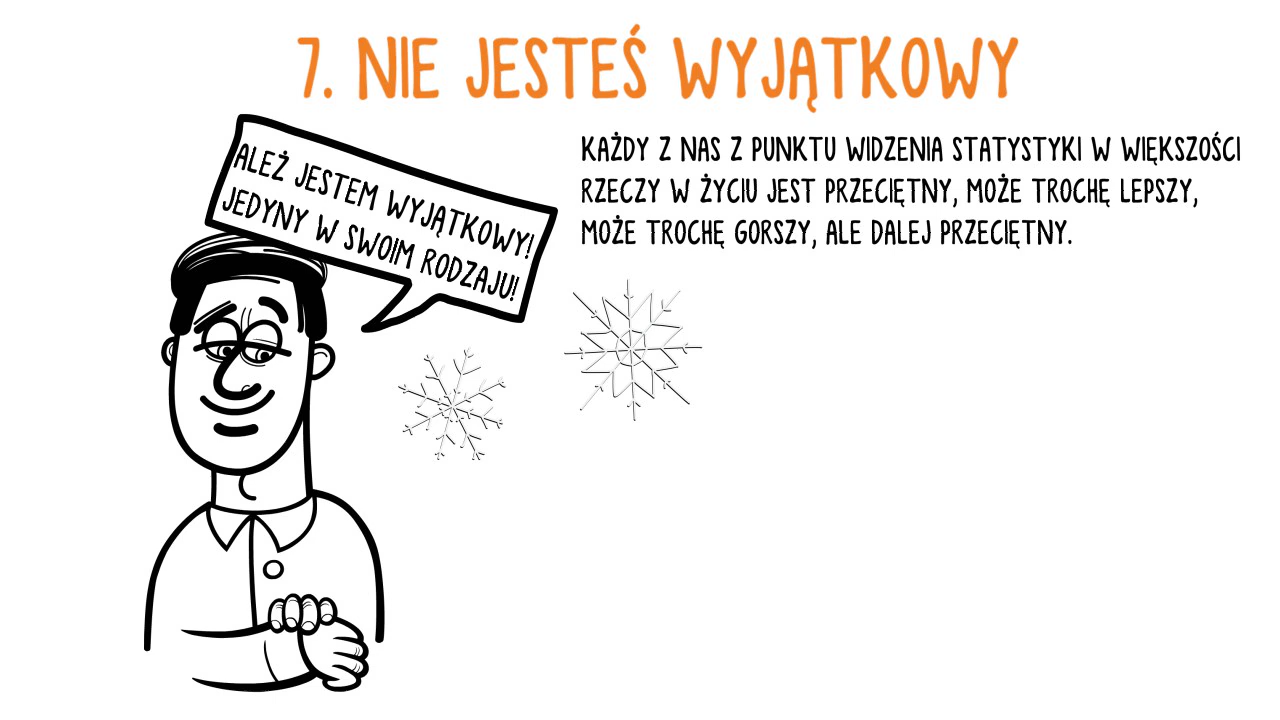 7. NIE JESTEŚ WYJĄTKOWY
ALEŻ JESTEM WYJĄTKOWY!
JEDYNY W SWOIM RODZAJU!
KAŻDY Z NAS Z PUNKTU WIDZENIA STATYSTYKI W WIĘKSZOŚCI
RZECZY W ŻYCIU JEST PRZECIĘTNY, MOŻE TROCHĘ LEPSZY,
MOŻE TROCHĘ GORSZY, ALE DALEJ PRZECIĘTNY.